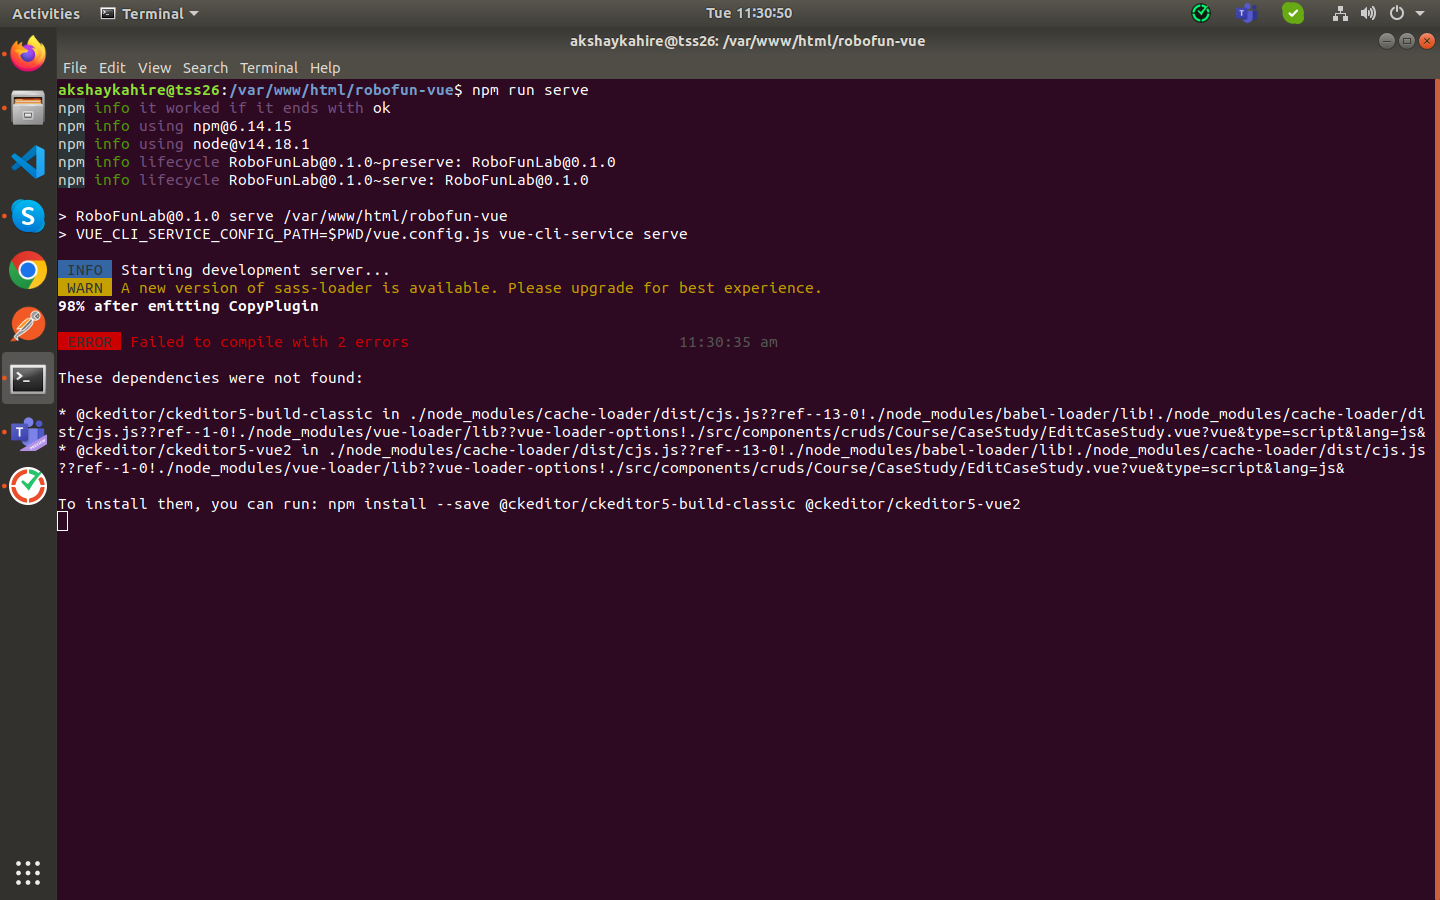 Activities Terminal Tue 11:30:50
akshaykahire@tss26: /var/www/html/robofun-vue
File Edit View Search Terminal Help
akshaykahire@tss26:/var/www/html/robofun-vue$ npm run serve
npm info it worked if it ends with ok
npm info using npm@6.14.15
npm info using node@v14.18.1
npm info lifecycle RoboFunLab@0.1.0~preserve: RoboFunLab@0.1.0
npm info lifecycle RoboFunLab@0.1.0~serve: RoboFunLab@0.1.0
> RoboFunLab@0.1.0 serve /var/www/html/robofun-vue
> VUE_CLI_SERVICE_CONFIG_PATH=$PWD/vue.config.js vue-cli-service serve
INFO Starting development server...
WARN A new version of sass-loader is available. Please upgrade for best experience.
98% after emitting CopyPlugin
ERROR Failed to compile with 2 errors 11:30:35 am
These dependencies were not found:
* @ckeditor/ckeditor5-build-classic in ./node_modules/cache-loader/dist/cjs.js??ref--13-0!./node_modules/babel-loader/lib!./node_modules/cache-loader/di
st/cjs.js??ref--1-0!./node_modules/vue-loader/lib??vue-loader-options!./src/components/cruds/Course/CaseStudy/EditCaseStudy.vue?vue&type=script&lang=js&
* @ckeditor/ckeditor5-vue2 in ./node_modules/cache-loader/dist/cjs.js??ref--13-0!./node_modules/babel-loader/lib!./node_modules/cache-loader/dist/cjs.js
??ref--1-0!./node_modules/vue-loader/lib??vue-loader-options!./src/components/cruds/Course/CaseStudy/EditCaseStudy.vue?vue&type=script&lang=js&
To install them, you can run: npm install --save @ckeditor/ckeditor5-build-classic @ckeditor/ckeditor5-vue2